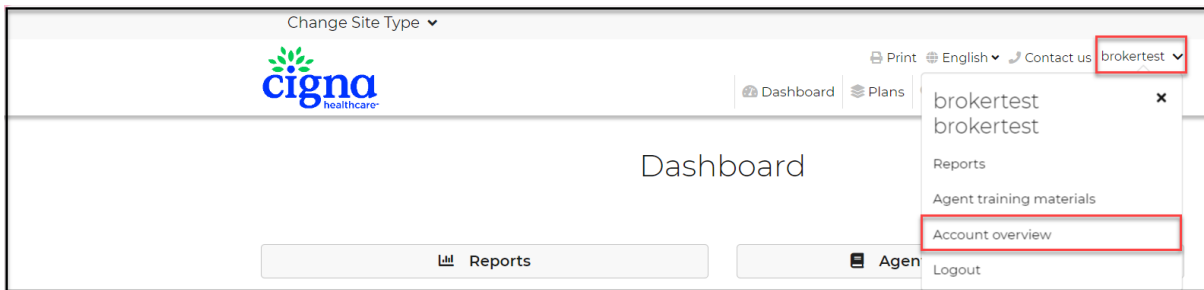 Change Site Type
cigna
healthcare
Print English Contact us brokertest
Dashboard Plans
brokertest
brokertest
Reports
Agent training materials
Account overview
Logout
Dashboard
Reports
Agen